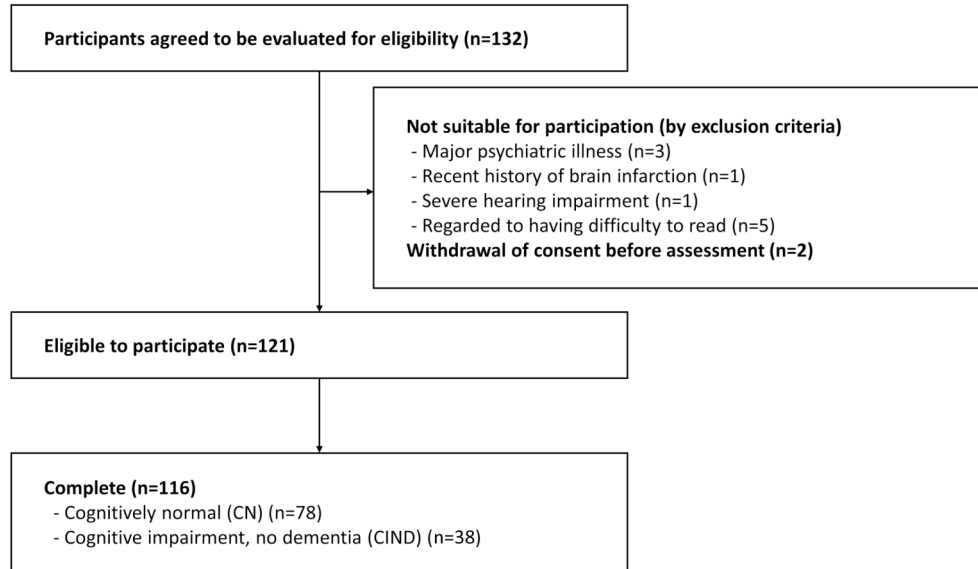 Participants agreed to be evaluated for eligibility (n=132)
Not suitable for participation (by exclusion criteria)
- Major psychiatric illness (n=3)
- Recent history of brain infarction (n=1)
- Severe hearing impairment (n=1)
- Regarded to having difficulty to read (n=5)
Withdrawal of consent before assessment (n=2)
Eligible to participate (n=121)
Complete (n=116)
- Cognitively normal (CN) (n=78)
- Cognitive impairment, no dementia (CIND) (n=38)